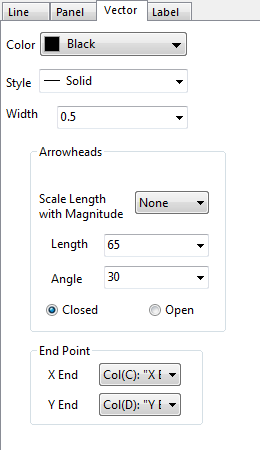 Line Panel Vector Label
Color Black
Style Solid
Width 0.5
Arrowheads
Scale Length
with Magnitude None
Length 65
Angle 30
Closed Open
End Point
X End Col(C): "X E
Y End Col(D): "Y E